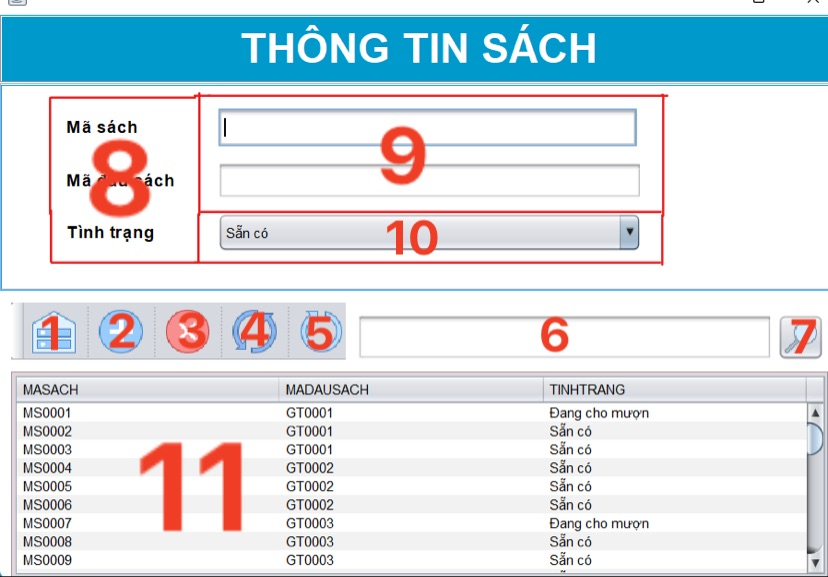 THÔNG TIN SÁCH
Mã sách
8
9
Mã đầu sách
Tình trạng
Sẵn có
10
1
2
3
4
5
6
7
MASACH MADAUSACH TINHTRANG
MS0001 GT0001 Đang cho mượn
MS0002 GT0001 Sẵn có
MS0003 GT0001 Sẵn có
MS0004 GT0002 Sẵn có
MS0005 GT0002 Sẵn có
MS0006 GT0002 Sẵn có
MS0007 GT0003 Đang cho mượn
MS0008 GT0003 Sẵn có
MS0009 GT0003 Sẵn có
11